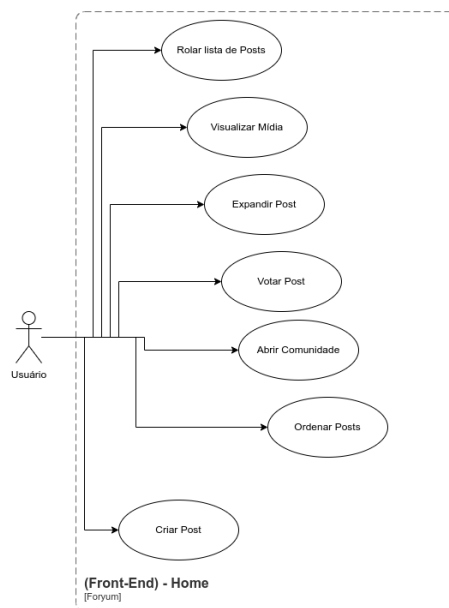 Rolar lista de Posts
Visualizar Mídia
Expandir Post
Votar Post
Abrir Comunidade
Usuário
Ordenar Posts
Criar Post
(Front-End) - Home
[Foryum]